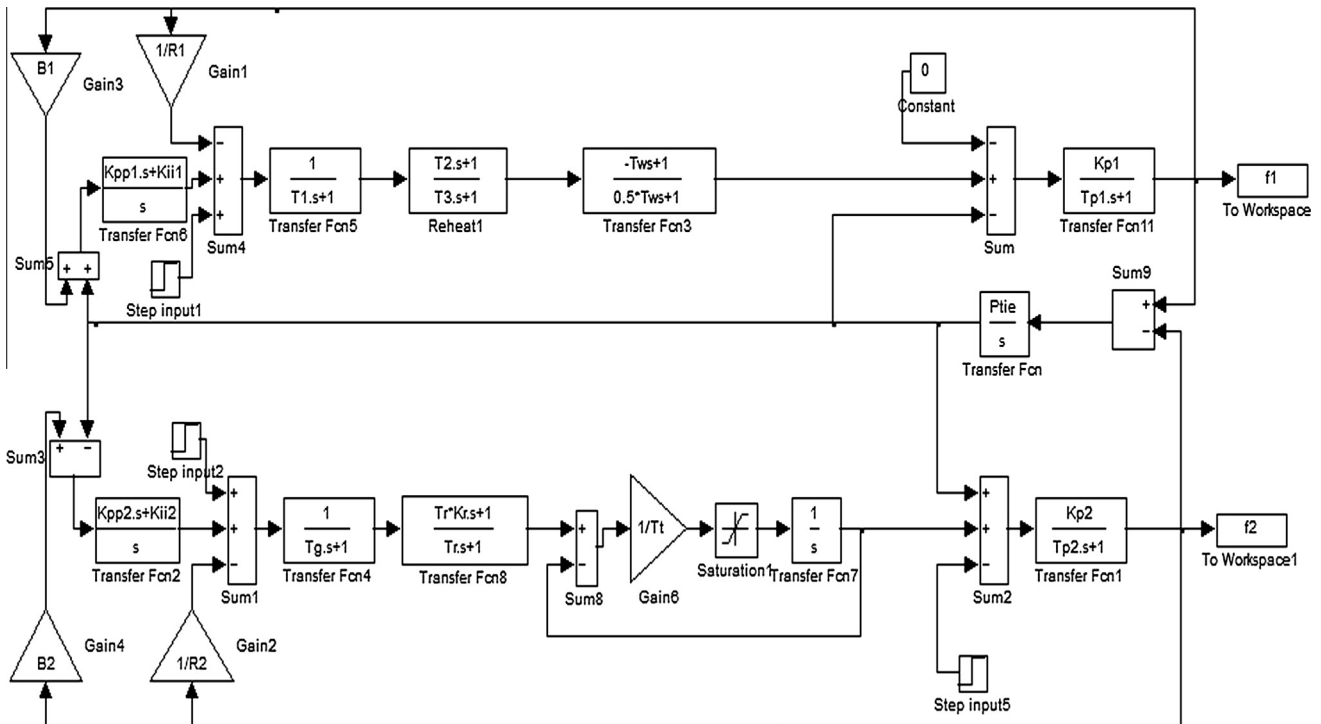 B1
Gain3
1/R1
Gain1
0
Constant
Kpp1.s+Kii1
s
Transfer Fcn6
−
+
+
Sum4
1
T1.s+1
Transfer Fcn5
T2.s+1
T3.s+1
Reheat1
-Tws+1
0.5*Tws+1
Transfer Fcn3
−
+
−
Sum
Kp1
Tp1.s+1
Transfer Fcn11
f1
To Workspace
Sum5
+ +
Step input1
Sum9
+
−
Ptie
s
Transfer Fcn
Sum3
+ −
Step input2
Kpp2.s+Kii2
s
Transfer Fcn2
+
+
−
Sum1
1
Tg.s+1
Transfer Fcn4
Tr*Kr.s+1
Tr.s+1
Transfer Fcn8
+
−
Sum8
1/Tt
Gain6
Saturation1
1
s
Transfer Fcn7
+
+
−
Sum2
Kp2
Tp2.s+1
Transfer Fcn1
f2
To Workspace1
B2
Gain4
1/R2
Gain2
Step input5